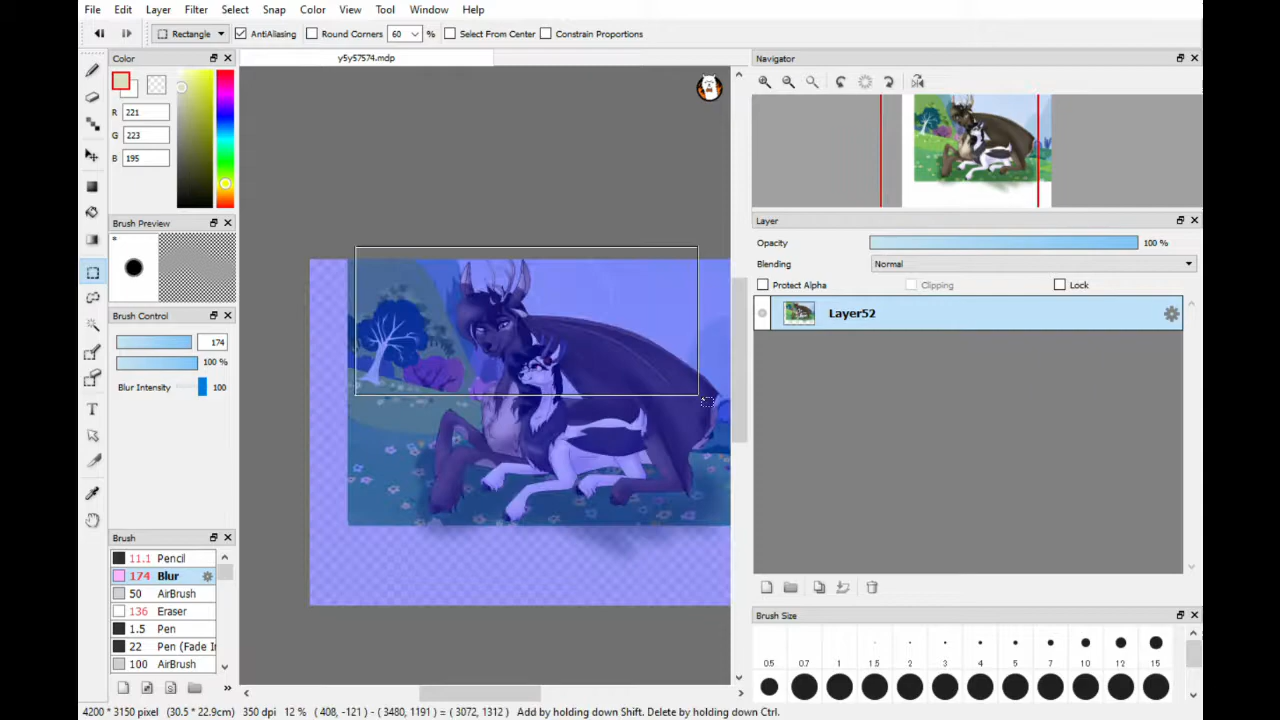 File Edit Layer Filter Select Snap Color View Tool Window Help
Rectangle AntiAliasing Round Corners 60 % Select From Center Constrain Proportions
Color
y5y57574.mdp
Navigator
R 221
G 223
B 195
Brush Preview
Layer
Opacity 100 %
Blending Normal
Protect Alpha Clipping Lock
Layer52
Brush Control
174
100 %
Blur Intensity 100
Brush
11.1 Pencil
174 Blur
50 AirBrush
136 Eraser
1.5 Pen
22 Pen (Fade I
100 AirBrush
Brush Size
0.5 0.7 1 1.5 2 3 4 5 7 10 12 15
4200 * 3150 pixel (30.5 * 22.9cm) 350 dpi 12 % ( 408, -121) - ( 3480, 1191) = ( 3072, 1312) Add by holding down Shift. Delete by holding down Ctrl.